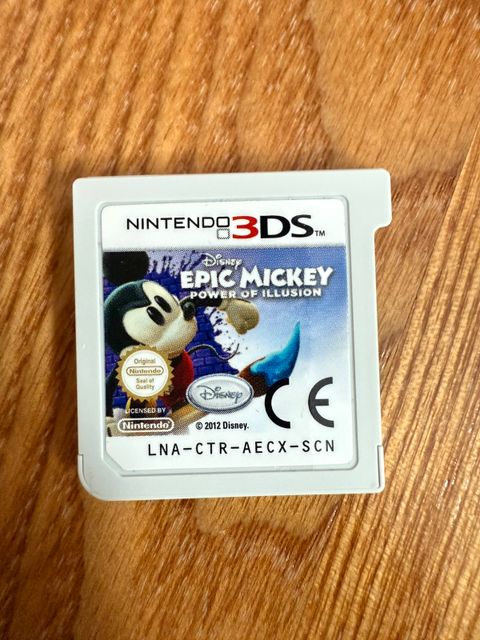 NINTENDO 3DS™
Disney
EPIC MICKEY
POWER OF ILLUSION
Original
Nintendo
Seal of
Quality
LICENSED BY
Nintendo
Disney
CE
© 2012 Disney.
LNA-CTR-AECX-SCN